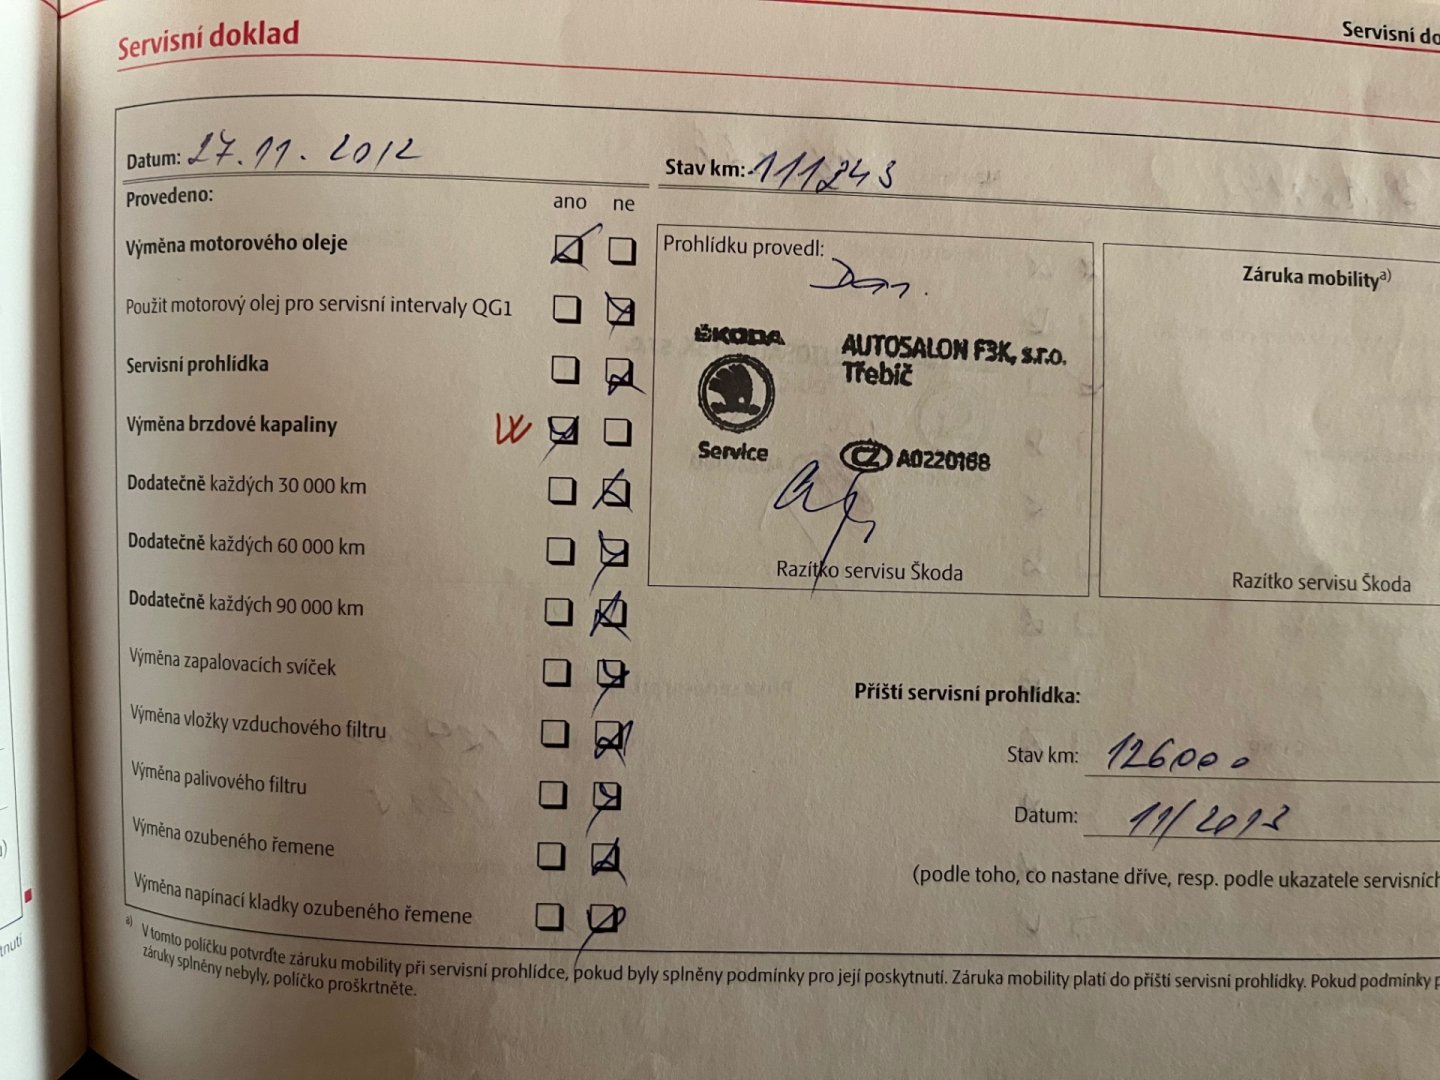 Servisní doklad
Servisní do
Datum: 27.11.2012
Stav km: 111243
Provedeno:
ano ne
Výměna motorového oleje
Použit motorový olej pro servisní intervaly QG1
Servisní prohlídka
Výměna brzdové kapaliny
Dodatečně každých 30 000 km
Dodatečně každých 60 000 km
Dodatečně každých 90 000 km
Výměna zapalovacích svíček
Výměna vložky vzduchového filtru
Výměna palivového filtru
Výměna ozubeného řemene
Výměna napínací kladky ozubeného řemene
Prohlídku provedl:
ŠKODA
Service
AUTOSALON F3K, s.r.o.
Třebíč
CZ A0220168
Razítko servisu Škoda
Záruka mobility a)
Razítko servisu Škoda
Příští servisní prohlídka:
Stav km: 126000
Datum: 11/2013
(podle toho, co nastane dříve, resp. podle ukazatele servisních
a) V tomto políčku potvrďte záruku mobility při servisní prohlídce, pokud byly splněny podmínky pro její poskytnutí. Záruka mobility platí do příští servisní prohlídky. Pokud podmínky p
záruky splněny nebyly, políčko proškrtněte.
tnutí